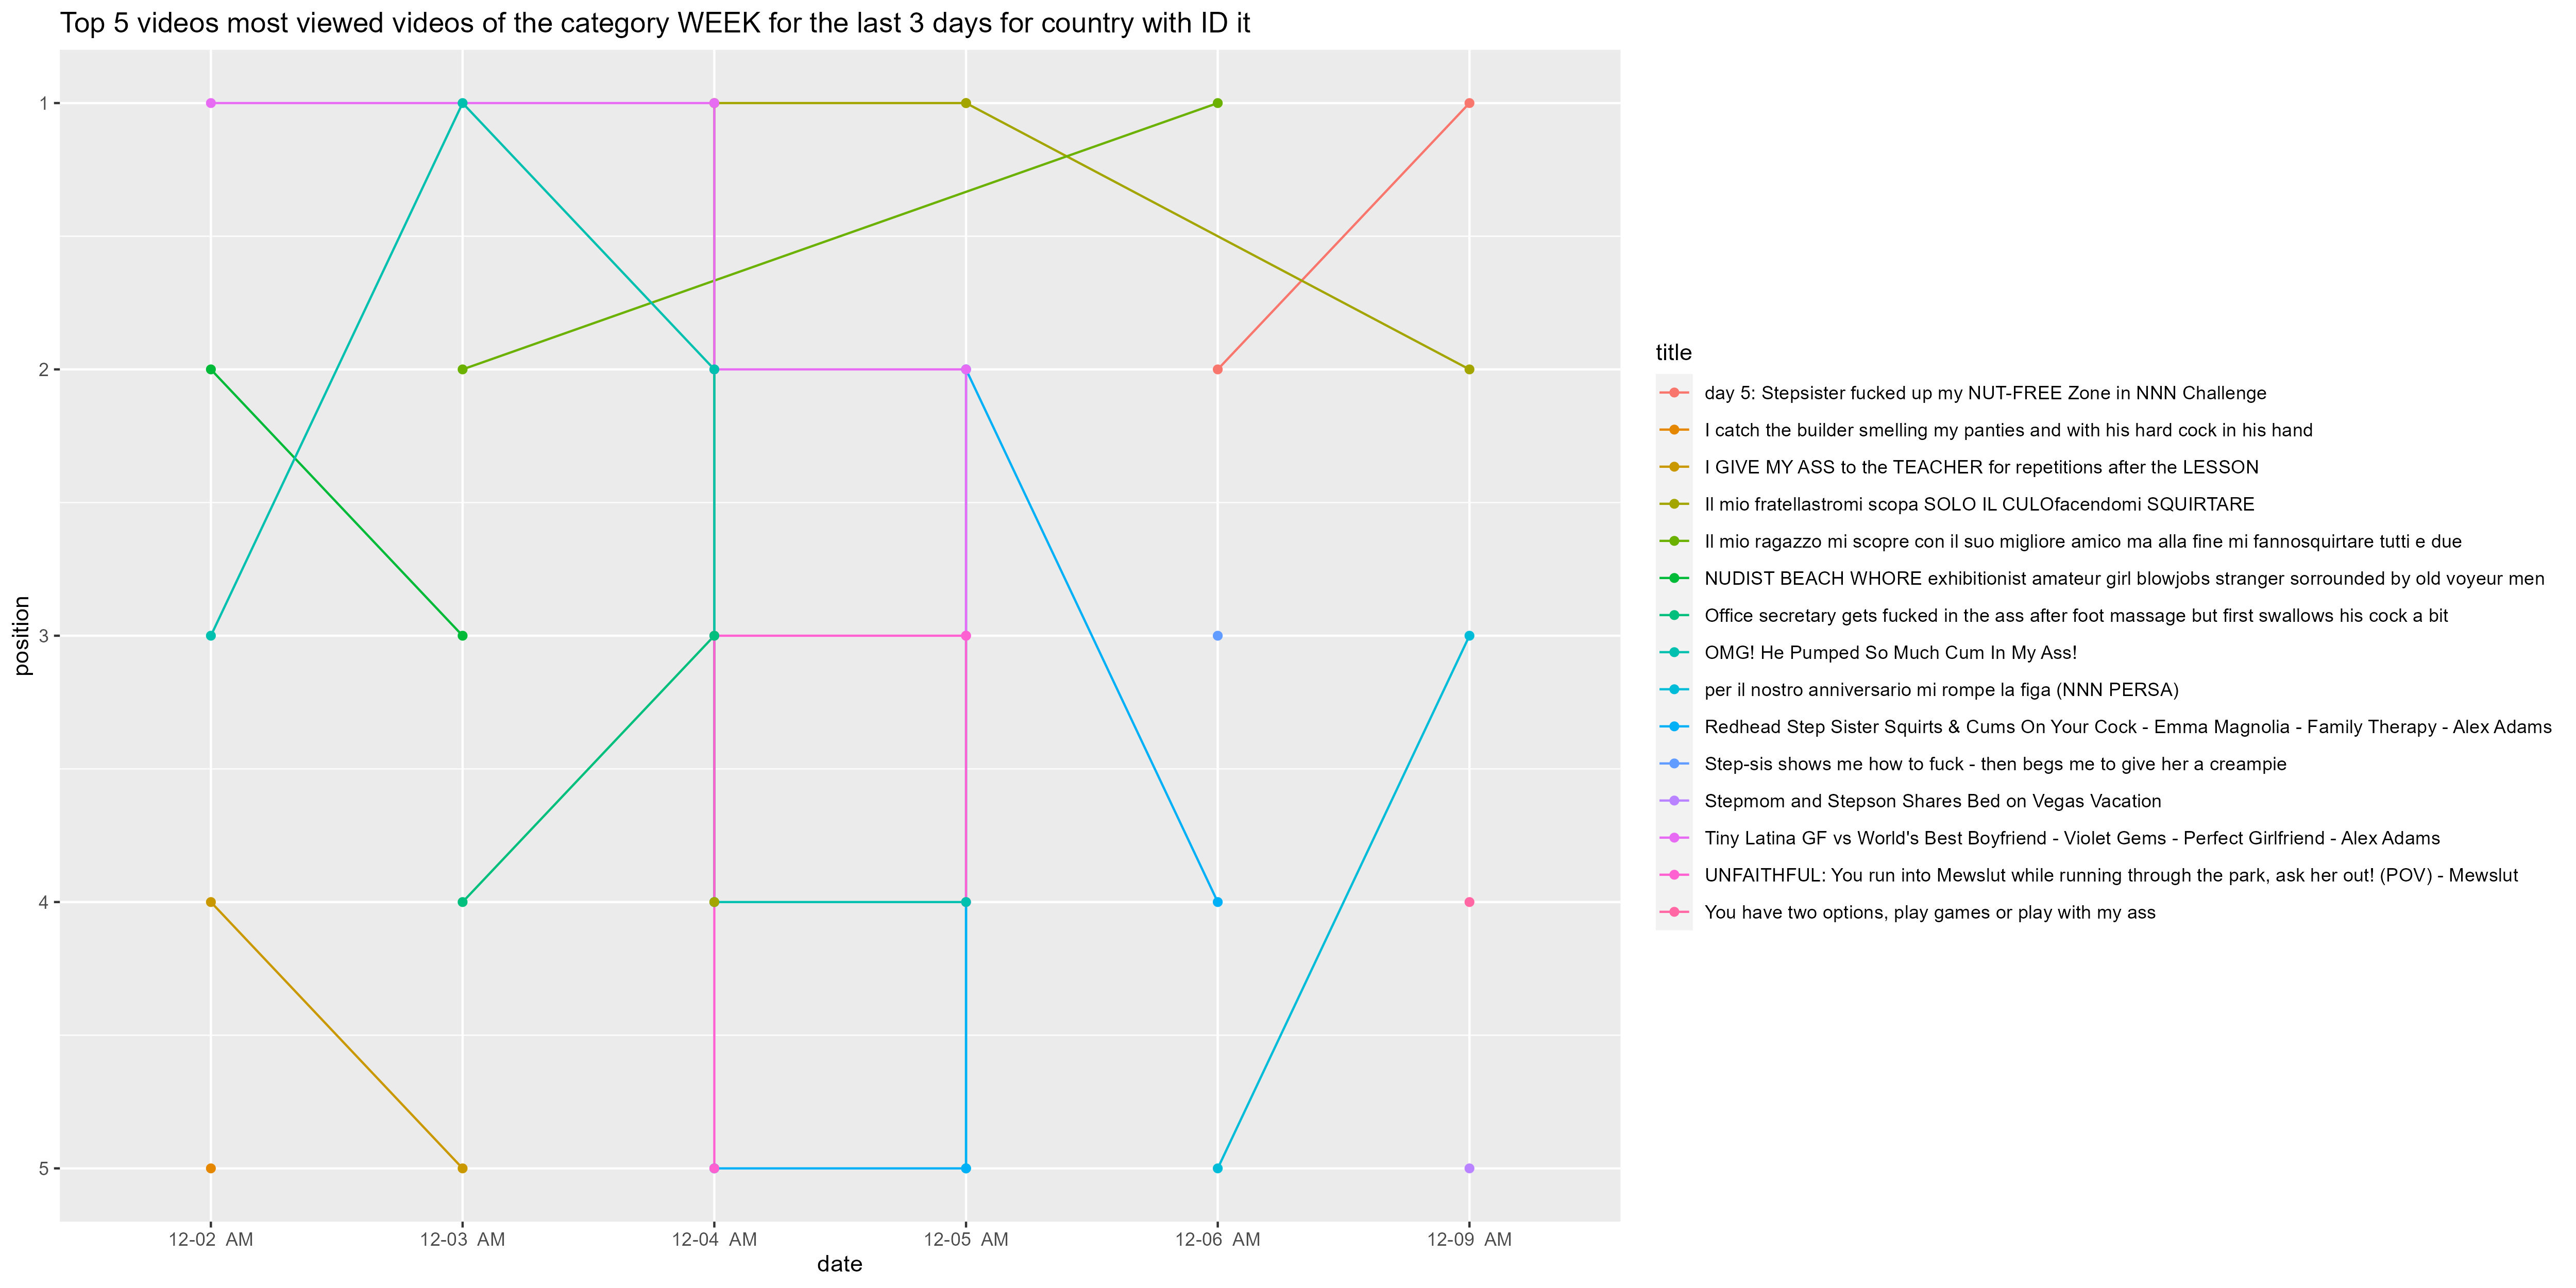 Top 5 videos most viewed videos of the category WEEK for the last 3 days for country with ID it
position
1
2
3
4
5
12-02 AM
12-03 AM
12-04 AM
12-05 AM
12-06 AM
12-09 AM
date
title
day 5: Stepsister fucked up my NUT-FREE Zone in NNN Challenge
I catch the builder smelling my panties and with his hard cock in his hand
I GIVE MY ASS to the TEACHER for repetitions after the LESSON
Il mio fratellastromi scopa SOLO IL CULOfacendomi SQUIRTARE
Il mio ragazzo mi scopre con il suo migliore amico ma alla fine mi fannosquirtare tutti e due
NUDIST BEACH WHORE exhibitionist amateur girl blowjobs stranger sorrounded by old voyeur men
Office secretary gets fucked in the ass after foot massage but first swallows his cock a bit
OMG! He Pumped So Much Cum In My Ass!
per il nostro anniversario mi rompe la figa (NNN PERSA)
Redhead Step Sister Squirts & Cums On Your Cock - Emma Magnolia - Family Therapy - Alex Adams
Step-sis shows me how to fuck - then begs me to give her a creampie
Stepmom and Stepson Shares Bed on Vegas Vacation
Tiny Latina GF vs World's Best Boyfriend - Violet Gems - Perfect Girlfriend - Alex Adams
UNFAITHFUL: You run into Mewslut while running through the park, ask her out! (POV) - Mewslut
You have two options, play games or play with my ass